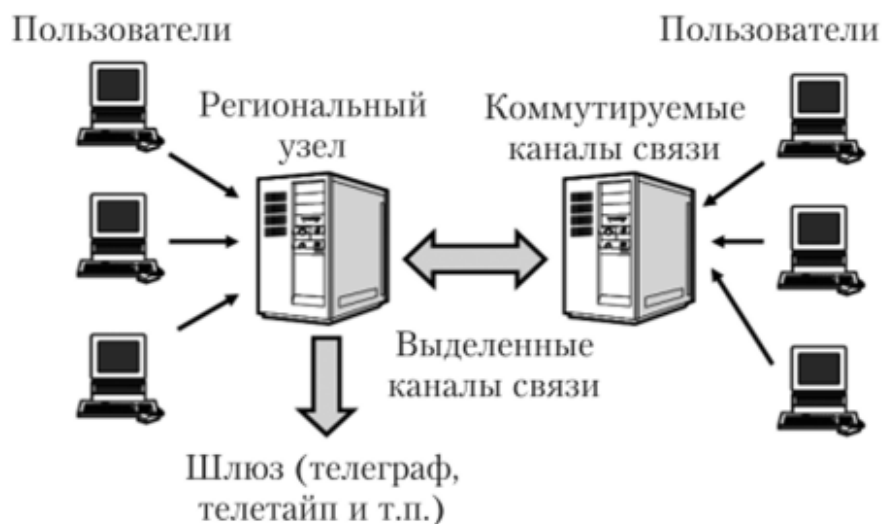 Пользователи
Пользователи
Региональный
узел
Коммутируемые
каналы связи
Выделенные
каналы связи
Шлюз (телеграф,
телетайп и т.п.)